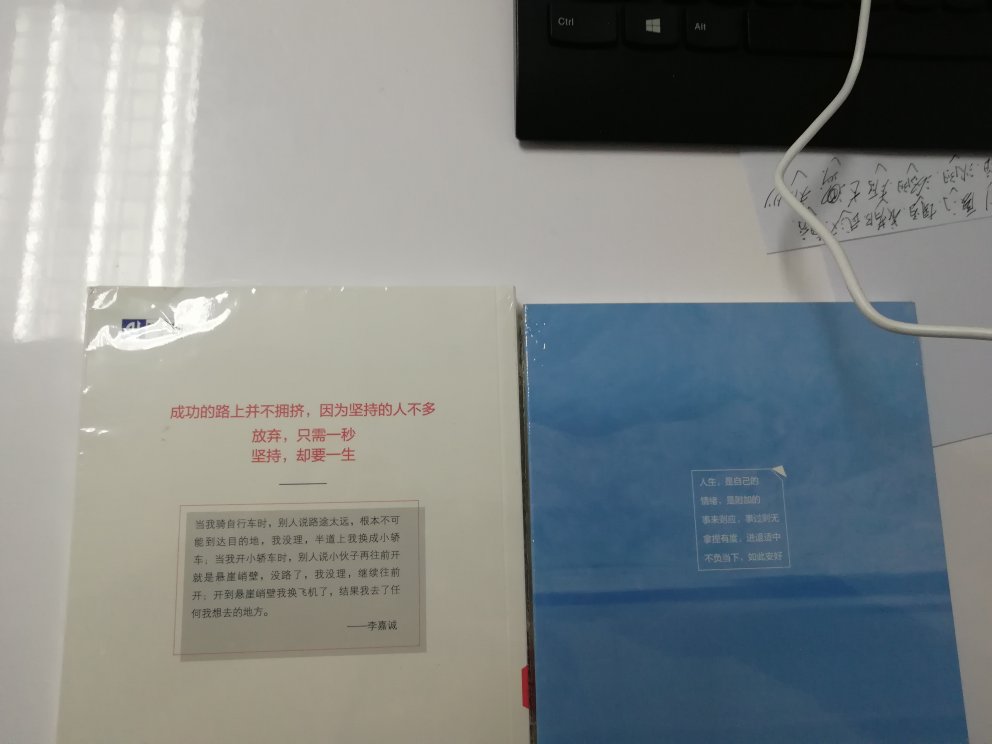 Ctrl
Alt
成功的路上并不拥挤，因为坚持的人不多
放弃，只需一秒
坚持，却要一生
当我骑自行车时，别人说路途太远，根本不可
能到达目的地，我没理，半道上我换成小轿
车；当我开小轿车时，别人说小伙子再往前开
就是悬崖峭壁，没路了，我没理，继续往前
开；开到悬崖峭壁我换飞机了，结果我去了任
何我想去的地方。
——李嘉诚
人生，是自己的
情绪，是附加的
事来则应，事过则无
拿捏有度，进退适中
不负当下，如此安好